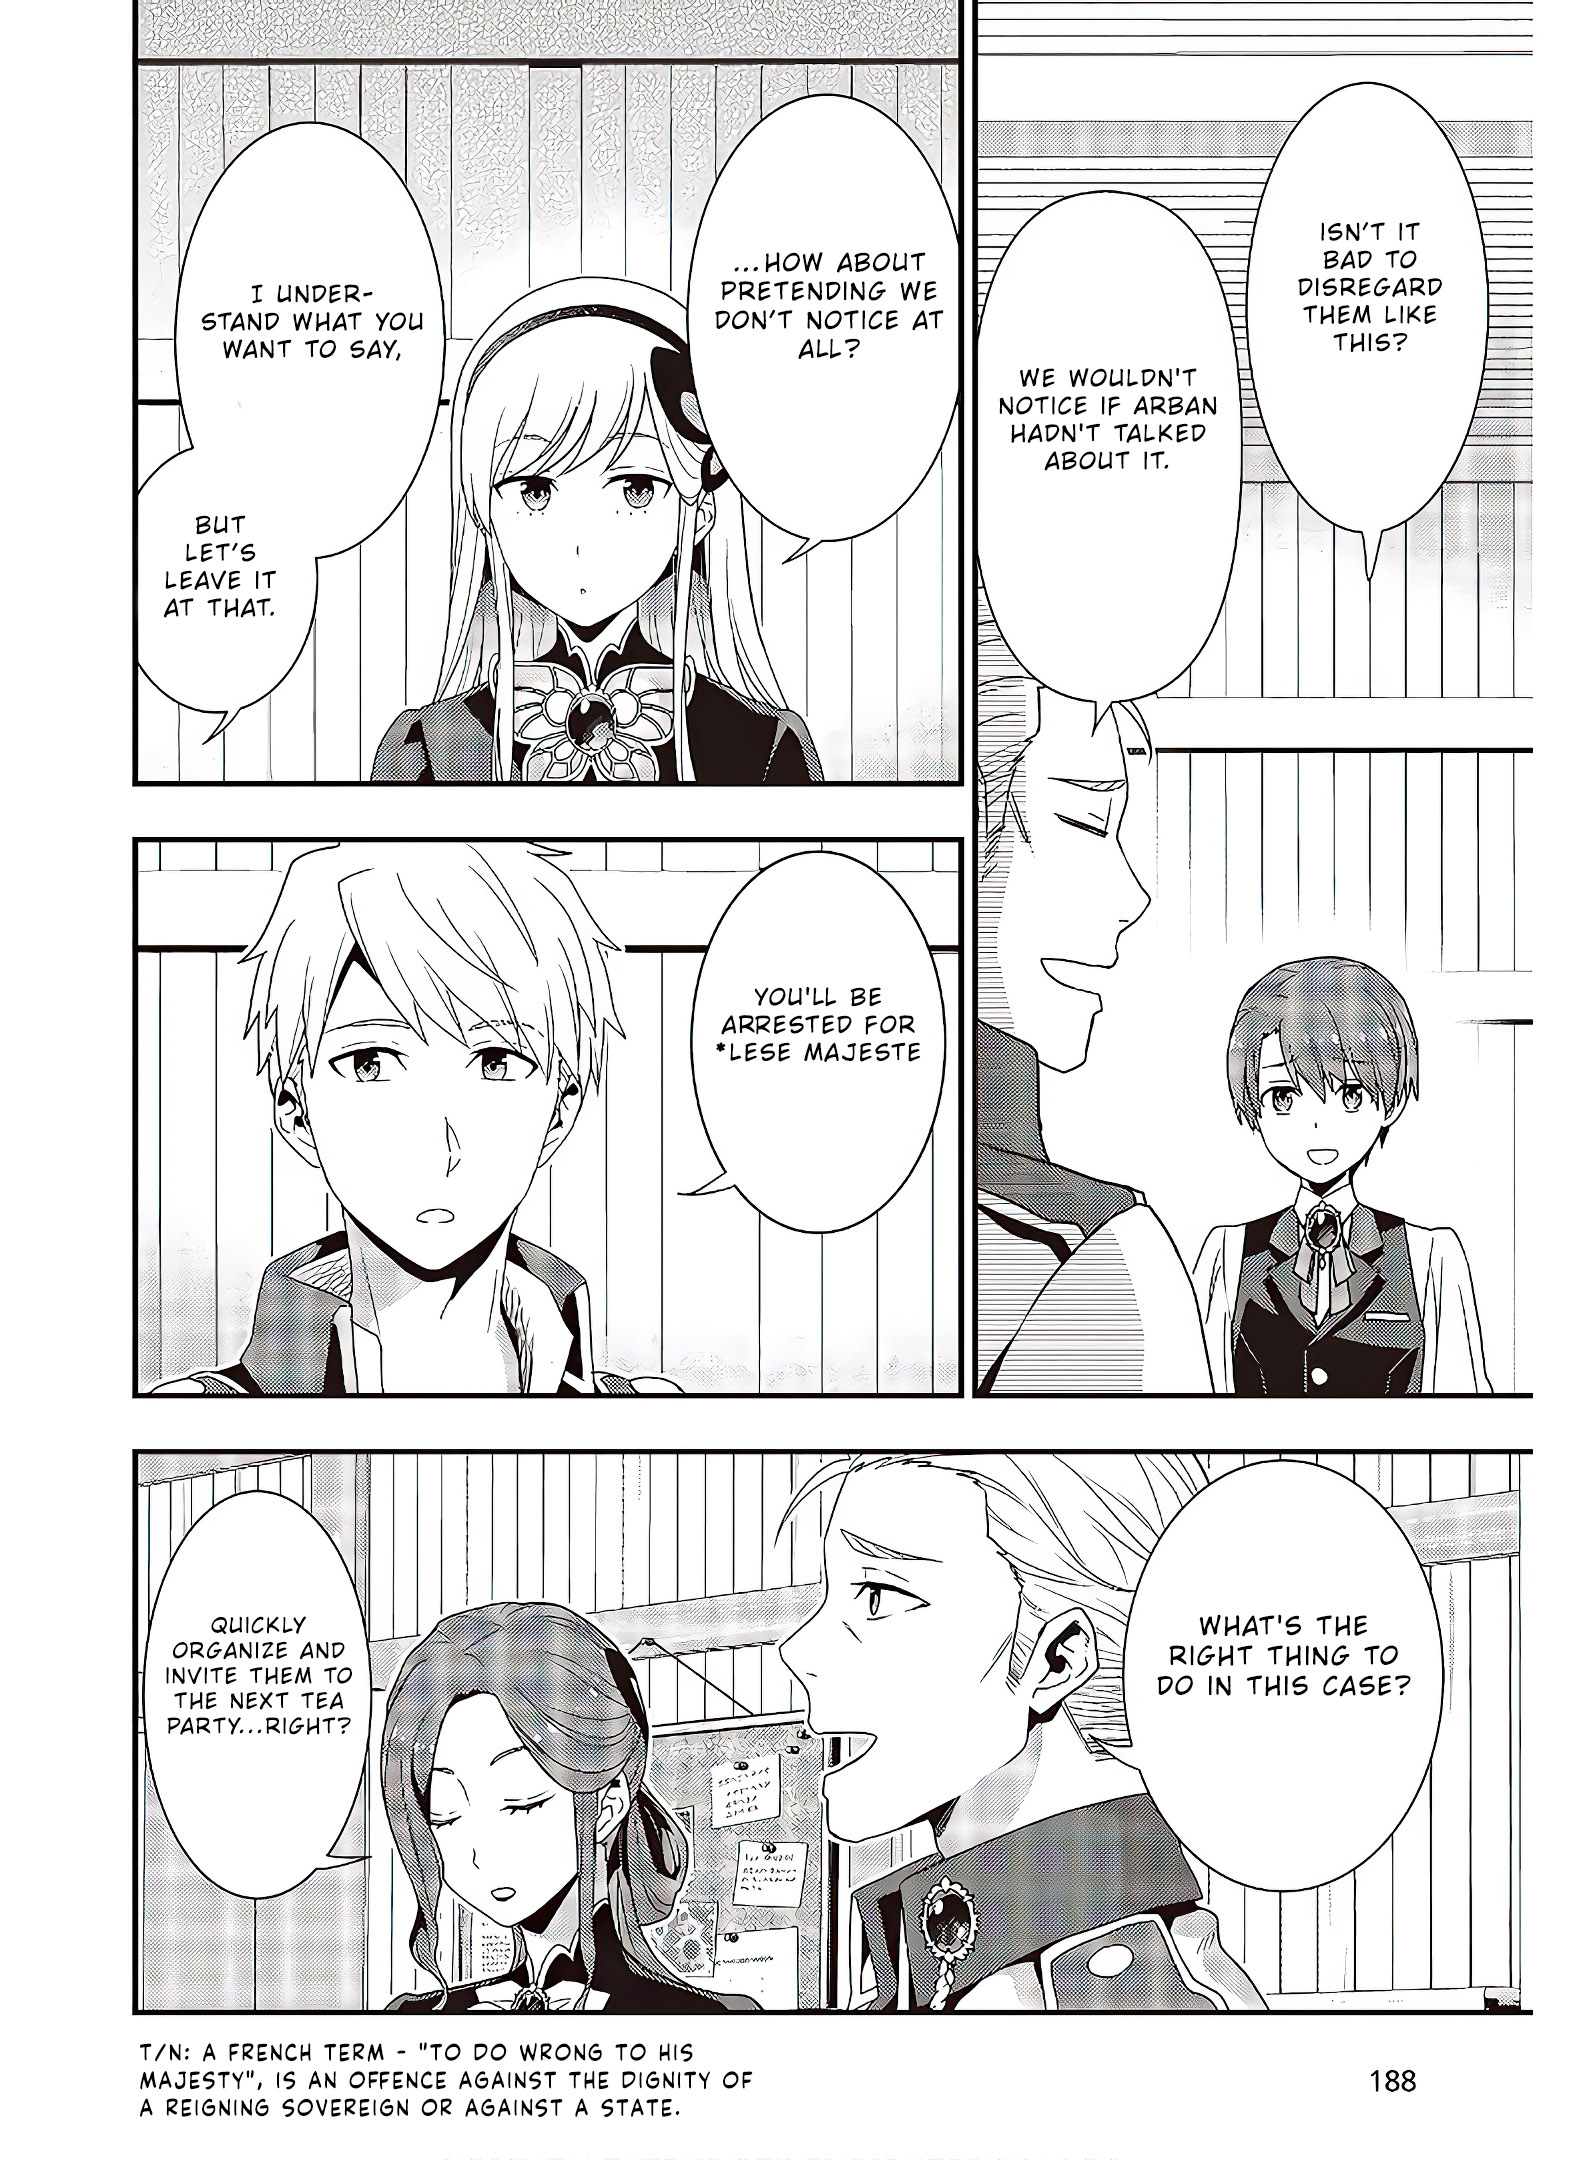 ISN'T IT
BAD TO
DISREGARD
THEM LIKE
THIS?
WE WOULDN'T
NOTICE IF ARBAN
HADN'T TALKED
ABOUT IT.
...HOW ABOUT
PRETENDING WE
DON'T NOTICE AT
ALL?
I UNDER-
STAND WHAT YOU
WANT TO SAY,
BUT
LET'S
LEAVE IT
AT THAT.
YOU'LL BE
ARRESTED FOR
*LESE MAJESTE
WHAT'S THE
RIGHT THING TO
DO IN THIS CASE?
QUICKLY
ORGANIZE AND
INVITE THEM TO
THE NEXT TEA
PARTY...RIGHT?
T/N: A FRENCH TERM - "TO DO WRONG TO HIS
MAJESTY", IS AN OFFENCE AGAINST THE DIGNITY OF
A REIGNING SOVEREIGN OR AGAINST A STATE.
188